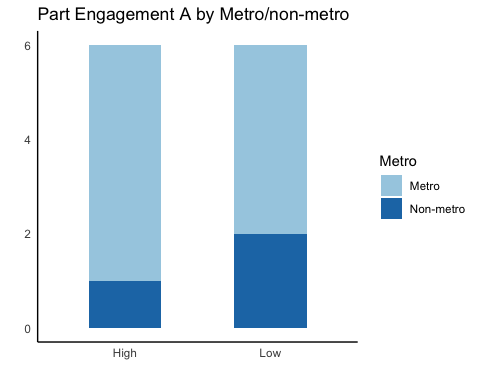 Part Engagement A by Metro/non-metro
6
4
2
0
High
Low
Metro
Metro
Non-metro